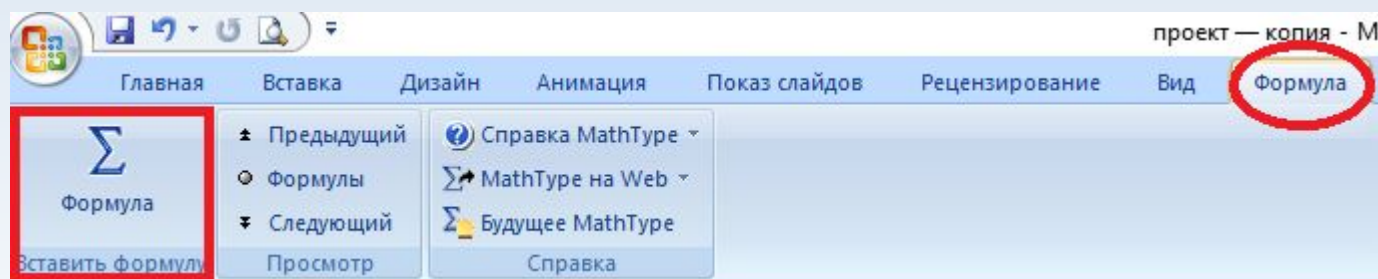 проект — копия - M
Главная Вставка Дизайн Анимация Показ слайдов Рецензирование Вид Формула
Формула
Вставить формулу
Предыдущий
Формулы
Следующий
Просмотр
Справка MathType
MathType на Web
Будущее MathType
Справка